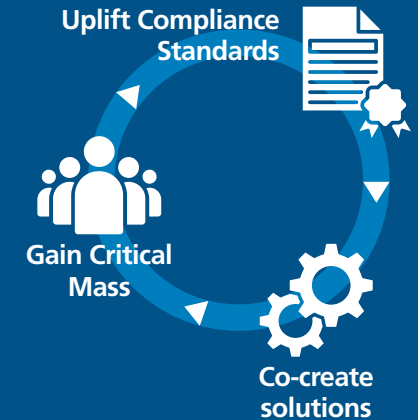 Uplift Compliance
Standards
Gain Critical
Mass
Co-create
solutions